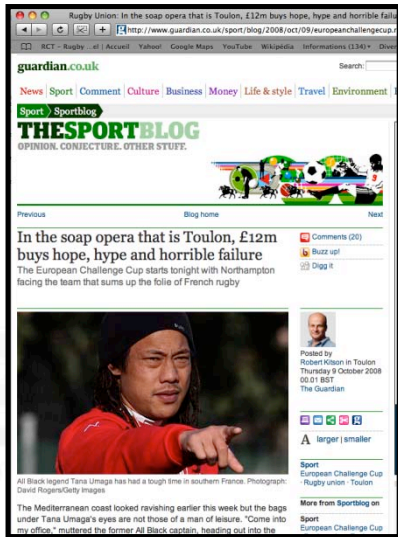 Rugby Union: In the soap opera that is Toulon, £12m buys hope, hype and horrible failu
http://www.guardian.co.uk/sport/blog/2008/oct/09/europeanchallengecup.r
RCT - Rugby ...el | Accueil Yahoo! Google Maps YouTube Wikipédia Informations (134) Diver
guardian.co.uk
Search:
News Sport Comment Culture Business Money Life & style Travel Environment
Sport Sportblog
THESPORTBLOG
OPINION. CONJECTURE. OTHER STUFF.
Previous Blog home Next
In the soap opera that is Toulon, £12m
buys hope, hype and horrible failure
The European Challenge Cup starts tonight with Northampton
facing the team that sums up the folie of French rugby
Comments (20)
Buzz up!
Digg it
Posted by
Robert Kitson in Toulon
Thursday 9 October 2008
00.01 BST
The Guardian
A larger | smaller
Sport
European Challenge Cup
· Rugby union · Toulon
More from Sportblog on
Sport
European Challenge Cup
All Black legend Tana Umaga has had a tough time in southern France. Photograph:
David Rogers/Getty Images
The Mediterranean coast looked ravishing earlier this week but the bags
under Tana Umaga's eyes are not those of a man of leisure. "Come into
my office," muttered the former All Black captain, heading out into the